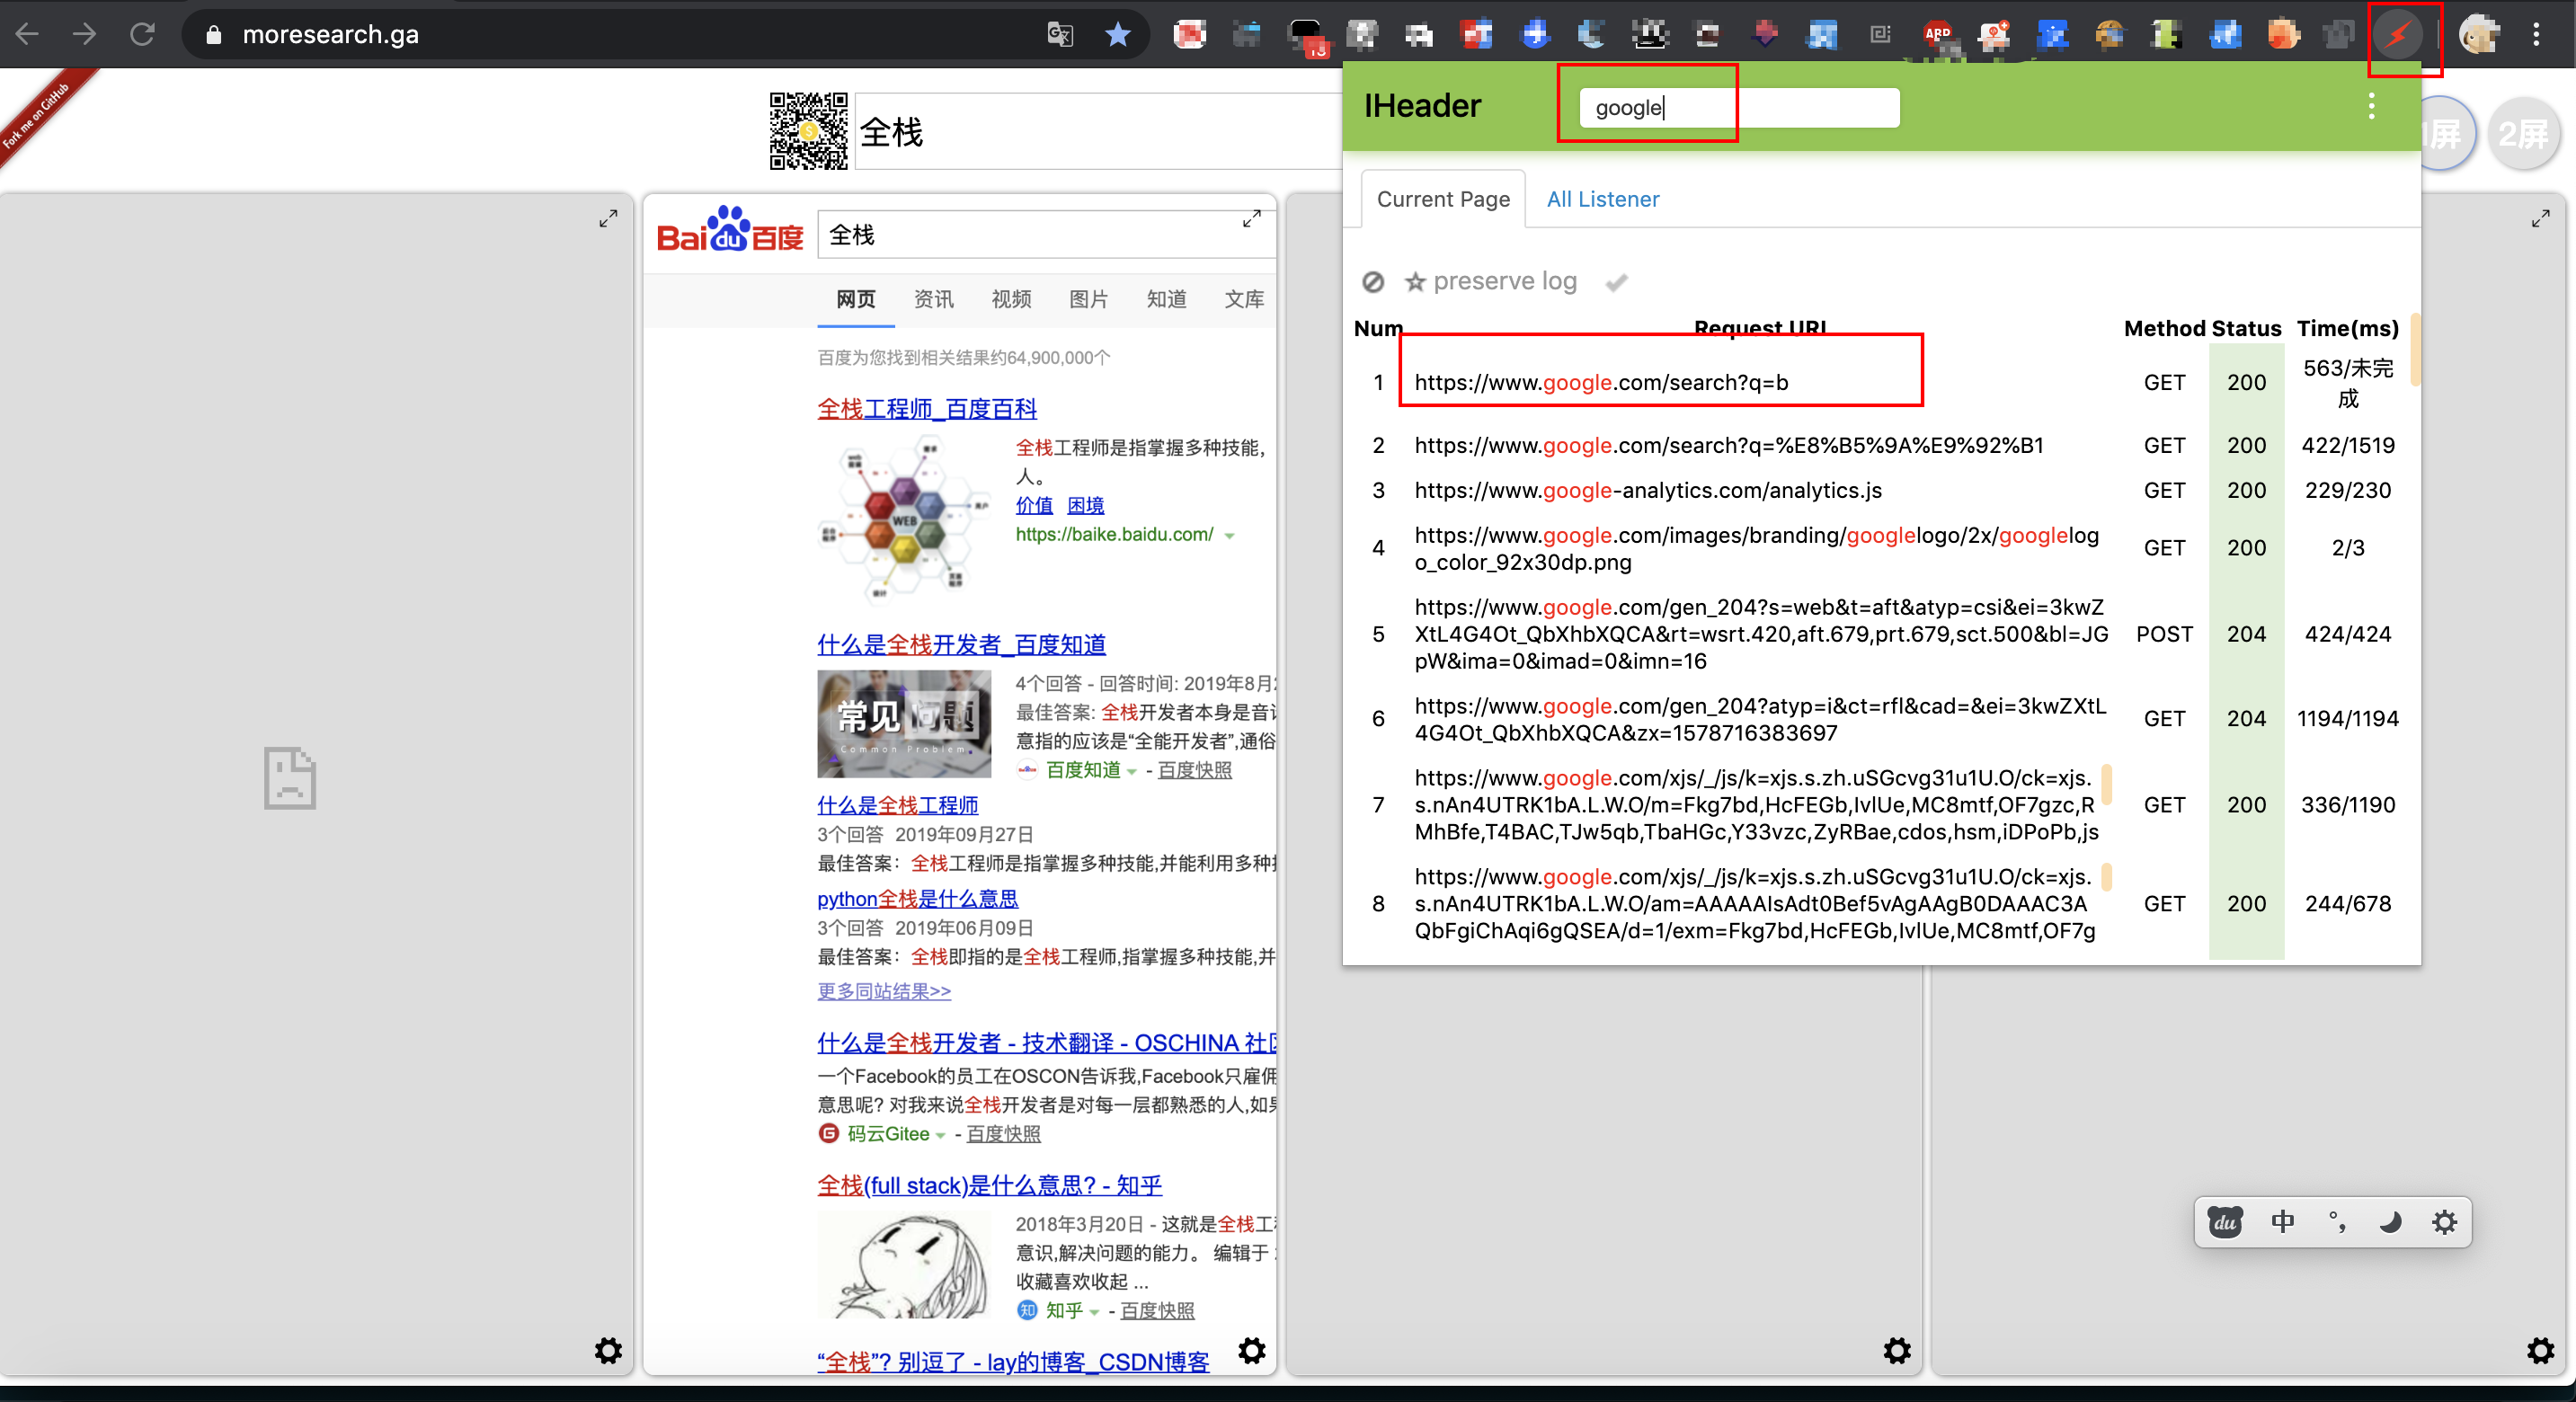 moresearch.ga
13
ABP
Fork me on GitHub
全栈
1屏
2屏
Baidu百度
全栈
网页 资讯 视频 图片 知道 文库
百度为您找到相关结果约64,900,000个
全栈工程师_百度百科
WEB
全栈工程师是指掌握多种技能,
人。
价值 困境
https://baike.baidu.com/
什么是全栈开发者_百度知道
常见问题
Common Problem
4个回答 - 回答时间: 2019年8月2
最佳答案: 全栈开发者本身是音译
意指的应该是“全能开发者”,通俗
百度知道 - 百度快照
什么是全栈工程师
3个回答 2019年09月27日
最佳答案：全栈工程师是指掌握多种技能,并能利用多种技
python全栈是什么意思
3个回答 2019年06月09日
最佳答案：全栈即指的是全栈工程师,指掌握多种技能,并
更多同站结果>>
什么是全栈开发者 - 技术翻译 - OSCHINA 社区
一个Facebook的员工在OSCON告诉我,Facebook只雇佣
意思呢? 对我来说全栈开发者是对每一层都熟悉的人,如果
码云Gitee - 百度快照
全栈(full stack)是什么意思? - 知乎
2018年3月20日 - 这就是全栈工程
意识,解决问题的能力。 编辑于
收藏喜欢收起 ...
知 知乎 - 百度快照
“全栈”? 别逗了 - lay的博客_CSDN博客
IHeader
google
Current Page All Listener
preserve log
Num Request URL Method Status Time(ms)
1 https://www.google.com/search?q=b GET 200 563/未完
成
2 https://www.google.com/search?q=%E8%B5%9A%E9%92%B1 GET 200 422/1519
3 https://www.google-analytics.com/analytics.js GET 200 229/230
4 https://www.google.com/images/branding/googlelogo/2x/googlelog
o_color_92x30dp.png GET 200 2/3
5 https://www.google.com/gen_204?s=web&t=aft&atyp=csi&ei=3kwZ
XtL4G4Ot_QbXhbXQCA&rt=wsrt.420,aft.679,prt.679,sct.500&bl=JG
pW&ima=0&imad=0&imn=16 POST 204 424/424
6 https://www.google.com/gen_204?atyp=i&ct=rfl&cad=&ei=3kwZXtL
4G4Ot_QbXhbXQCA&zx=1578716383697 GET 204 1194/1194
7 https://www.google.com/xjs/_/js/k=xjs.s.zh.uSGcvg31u1U.O/ck=xjs.
s.nAn4UTRK1bA.L.W.O/m=Fkg7bd,HcFEGb,IvlUe,MC8mtf,OF7gzc,R
MhBfe,T4BAC,TJw5qb,TbaHGc,Y33vzc,ZyRBae,cdos,hsm,iDPoPb,js GET 200 336/1190
8 https://www.google.com/xjs/_/js/k=xjs.s.zh.uSGcvg31u1U.O/ck=xjs.
s.nAn4UTRK1bA.L.W.O/am=AAAAAIsAdt0Bef5vAgAAgB0DAAAC3A
QbFgiChAqi6gQSEA/d=1/exm=Fkg7bd,HcFEGb,IvlUe,MC8mtf,OF7g GET 200 244/678
du 中 °,